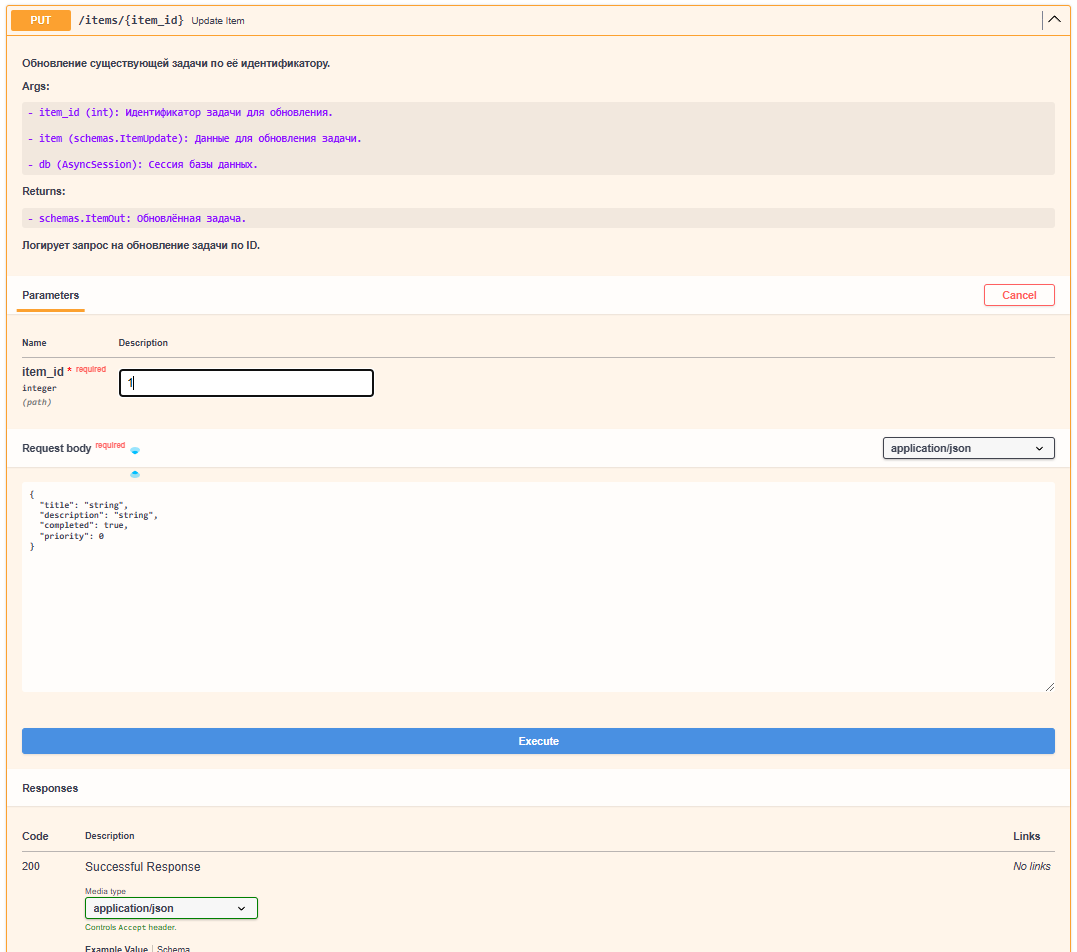 PUT /items/{item_id} Update Item
Обновление существующей задачи по её идентификатору.
Args:
- item_id (int): Идентификатор задачи для обновления.
- item (schemas.ItemUpdate): Данные для обновления задачи.
- db (AsyncSession): Сессия базы данных.
Returns:
- schemas.ItemOut: Обновлённая задача.
Логирует запрос на обновление задачи по ID.
Parameters Cancel
Name Description
item_id * required
1
integer
(path)
Request body required application/json
{
"title": "string",
"description": "string",
"completed": true,
"priority": 0
}
Execute
Responses
Code Description Links
200 Successful Response No links
Media type
application/json
Controls Accept header.
Example Value | Schema